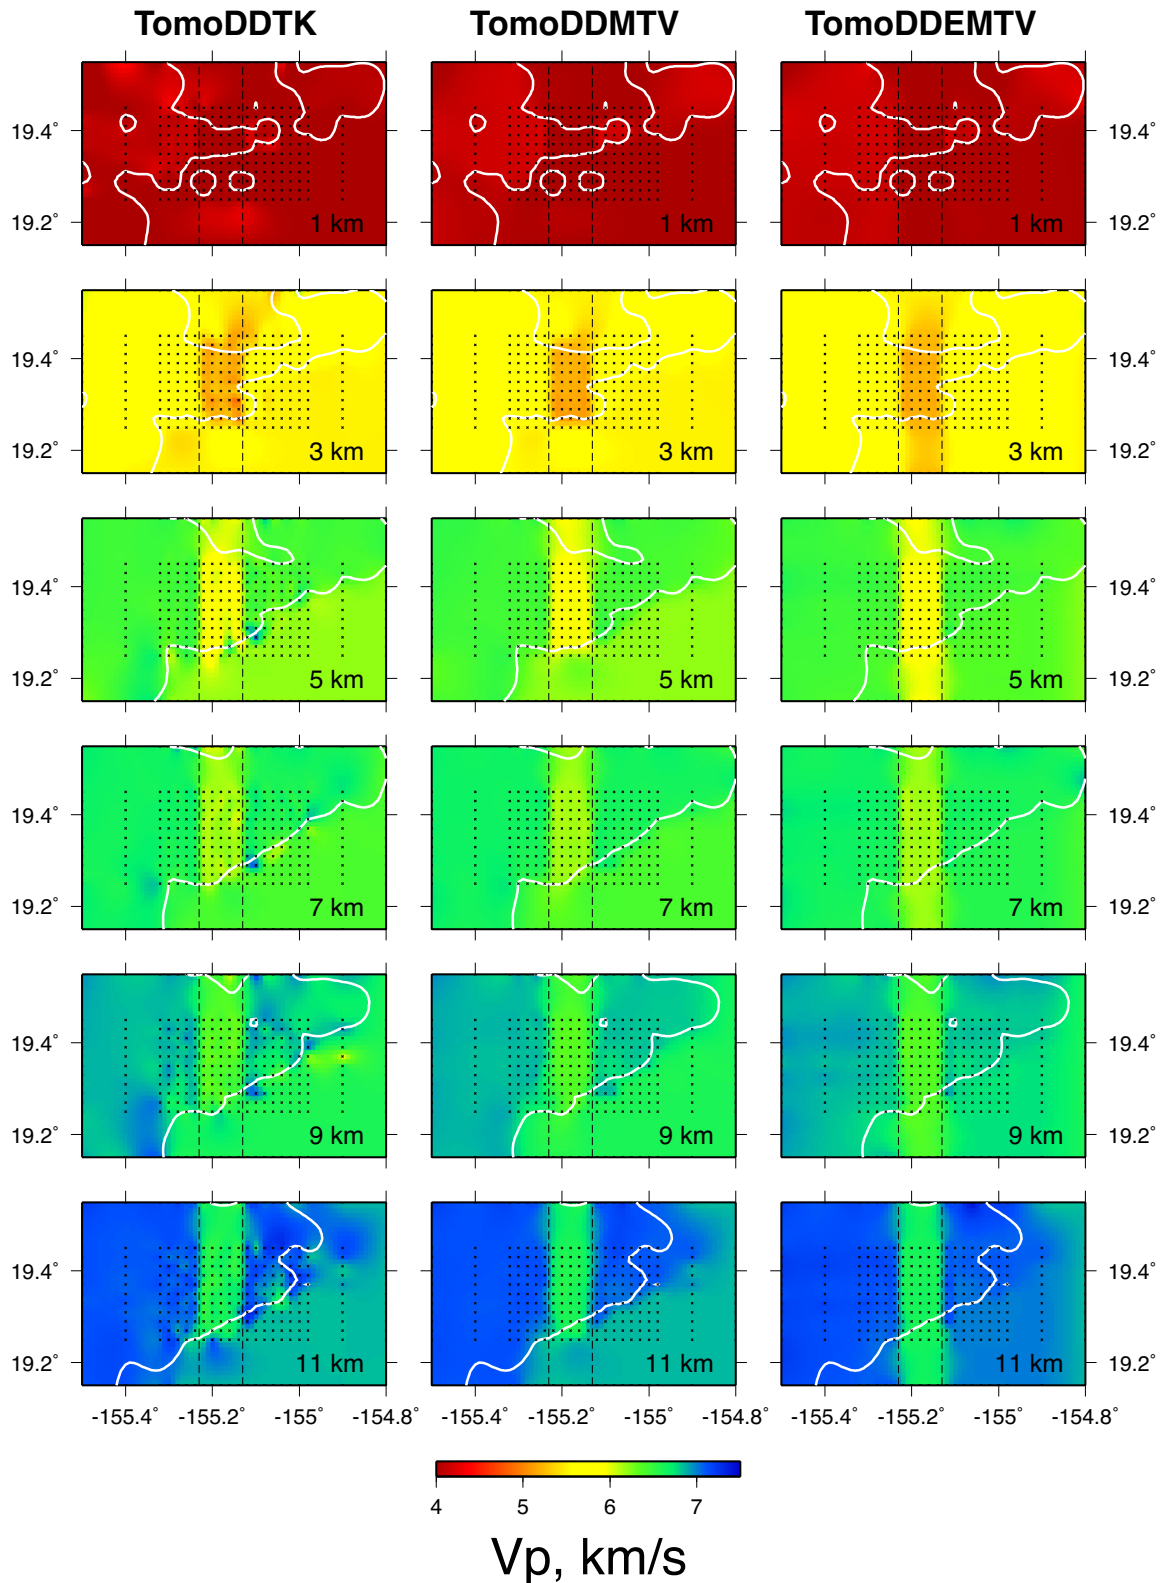 TomoDDTK TomoDDMTV TomoDDEMTV
19.4° 19.4°
19.2° 1 km 1 km 1 km 19.2°
19.4° 19.4°
19.2° 3 km 3 km 3 km 19.2°
19.4° 19.4°
19.2° 5 km 5 km 5 km 19.2°
19.4° 19.4°
19.2° 7 km 7 km 7 km 19.2°
19.4° 19.4°
19.2° 9 km 9 km 9 km 19.2°
19.4° 19.4°
19.2° 11 km 11 km 11 km 19.2°
-155.4° -155.2° -155° -154.8° -155.4° -155.2° -155° -154.8° -155.4° -155.2° -155° -154.8°
4 5 6 7
Vp, km/s